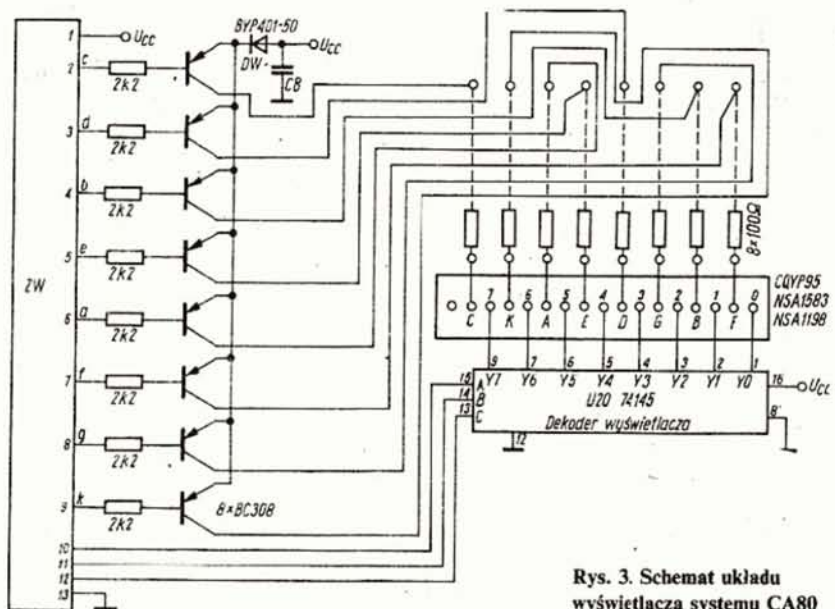 BYP401-50
1 Ucc
DW
Ucc
C8
2 c 2k2
3 d 2k2
4 b 2k2
5 e 2k2
6 a 2k2
7 f 2k2
8 g 2k2
9 k 2k2
8×BC308
2W
10
11
12
13
8×100Ω
CQYP95
NSA1583
NSA1198
7 6 5 4 3 2 1 0
C K A E D G B F
9 7 6 5 4 3 2 1
15 A Y7 Y6 Y5 Y4 Y3 Y2 Y1 Y0 16 Ucc
14 B U20 74145
13 C 8
Dekoder wyświetlacza
12
Rys. 3. Schemat układu
wyświetlacza systemu CA80